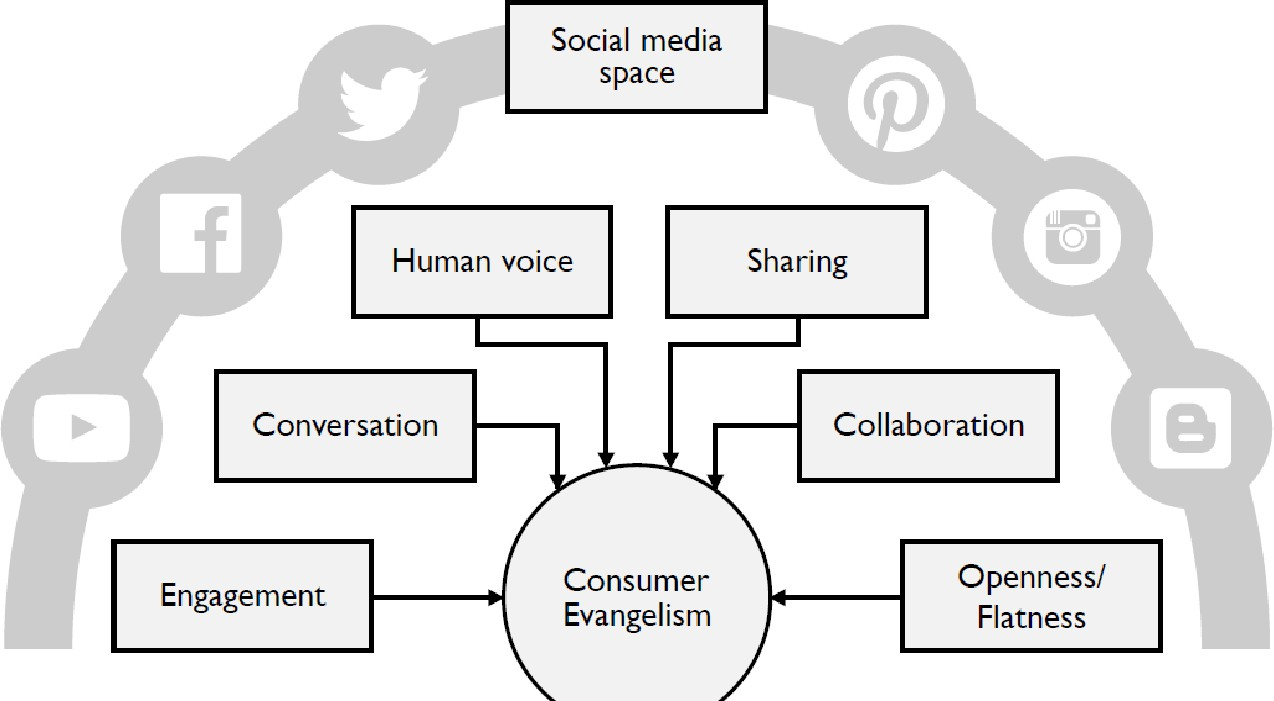 Social media
space
Human voice
Sharing
Conversation
Collaboration
Engagement
Consumer
Evangelism
Openness/
Flatness